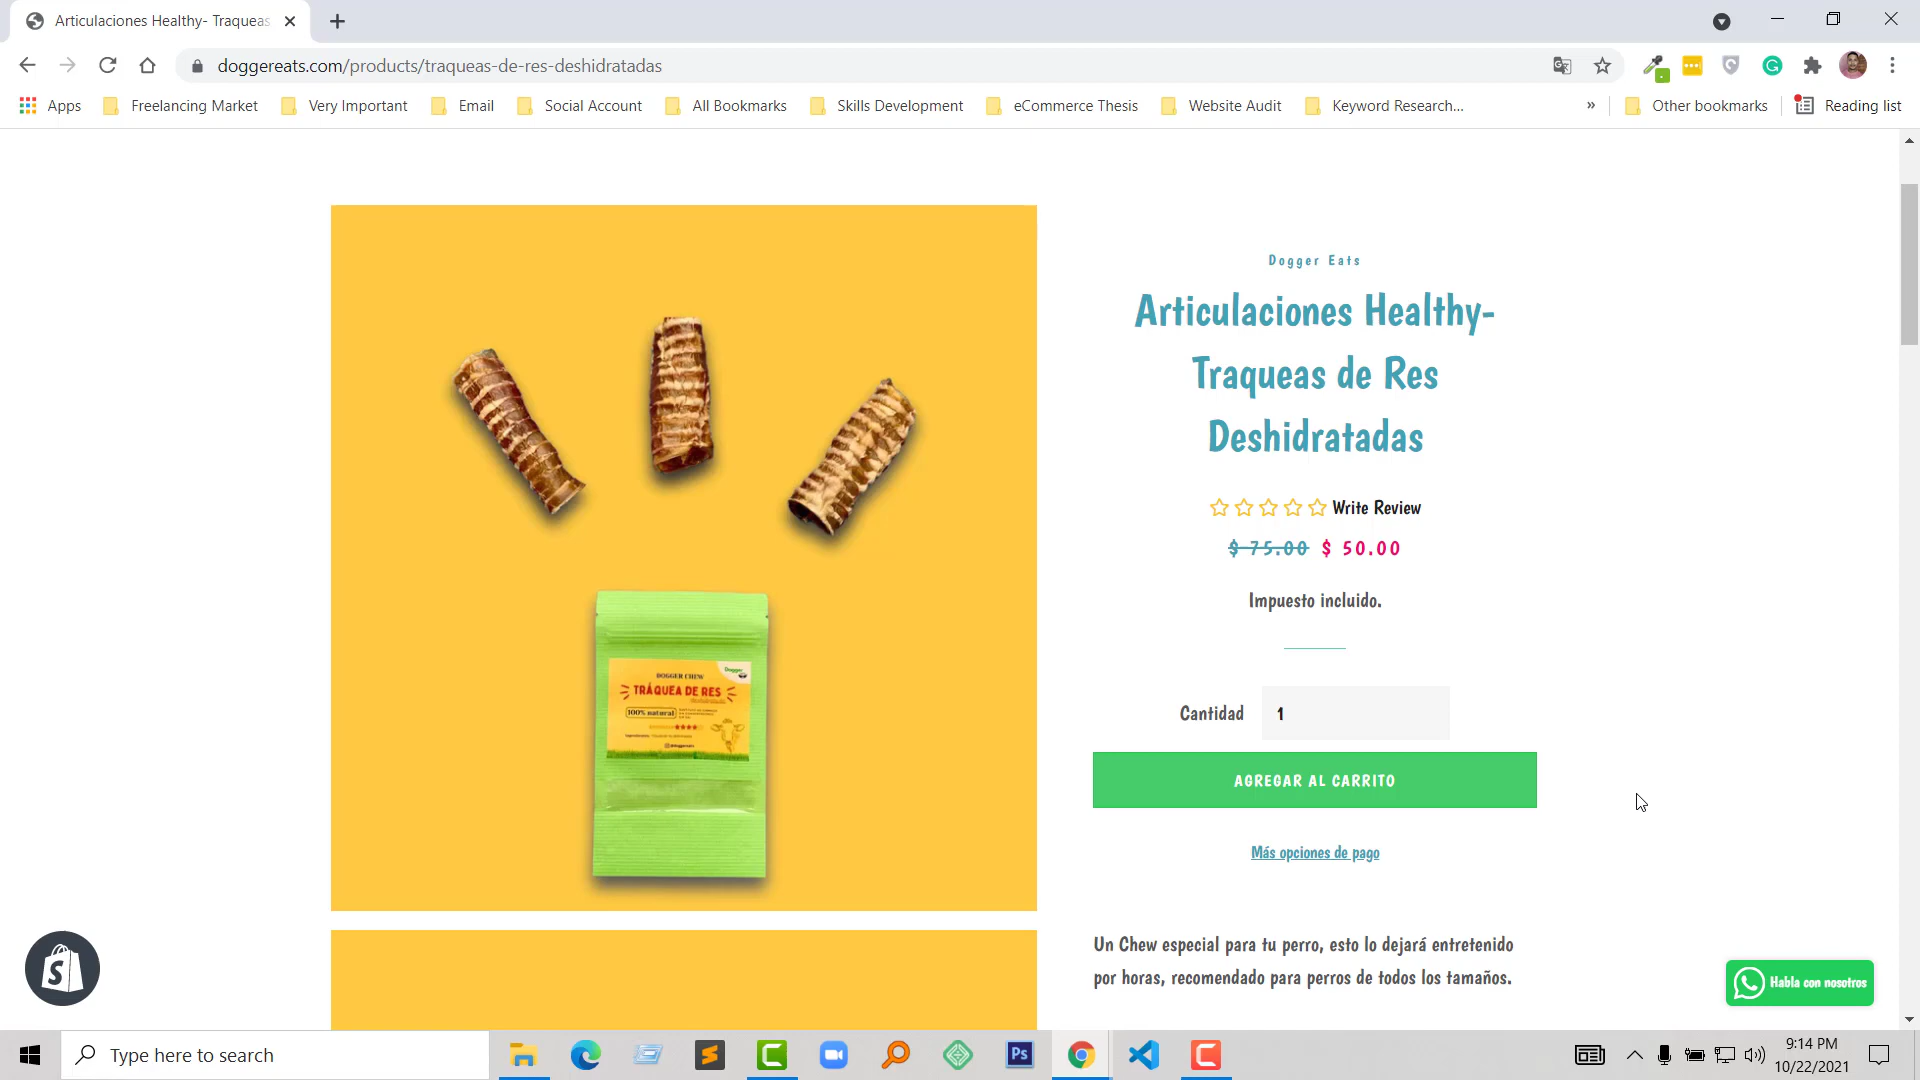 Articulaciones Healthy- Traqueas
doggereats.com/products/traqueas-de-res-deshidratadas
Apps Freelancing Market Very Important Email Social Account All Bookmarks Skills Development eCommerce Thesis Website Audit Keyword Research... » Other bookmarks Reading list
Dogger Eats
Articulaciones Healthy-
Traqueas de Res
Deshidratadas
Write Review
$ 75.00 $ 50.00
Impuesto incluido.
Cantidad 1
AGREGAR AL CARRITO
Más opciones de pago
Un Chew especial para tu perro, esto lo dejará entretenido
por horas, recomendado para perros de todos los tamaños.
Dogger
DOGGER CHEW
TRÁQUEA DE RES
100% natural
Habla con nosotros
Type here to search
Ps
9:14 PM
10/22/2021